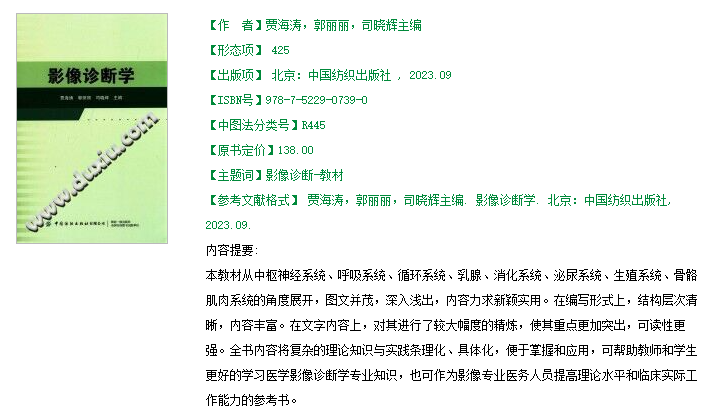 影像诊断学
贾海涛 郭丽丽 司晓辉 主编
www.duxiu.com
中国纺织出版社有限公司
【作　者】贾海涛，郭丽丽，司晓辉主编
【形态项】 425
【出版项】 北京：中国纺织出版社 , 2023.09
【ISBN号】978-7-5229-0739-0
【中图法分类号】R445
【原书定价】138.00
【主题词】影像诊断-教材
【参考文献格式】 贾海涛，郭丽丽，司晓辉主编. 影像诊断学. 北京：中国纺织出版社,
2023.09.
内容提要:
本教材从中枢神经系统、呼吸系统、循环系统、乳腺、消化系统、泌尿系统、生殖系统、骨骼
肌肉系统的角度展开，图文并茂，深入浅出，内容力求新颖实用。在编写形式上，结构层次清
晰，内容丰富。在文字内容上，对其进行了较大幅度的精炼，使其重点更加突出，可读性更
强。全书内容将复杂的理论知识与实践条理化、具体化，便于掌握和应用，可帮助教师和学生
更好的学习医学影像诊断学专业知识，也可作为影像专业医务人员提高理论水平和临床实际工
作能力的参考书。